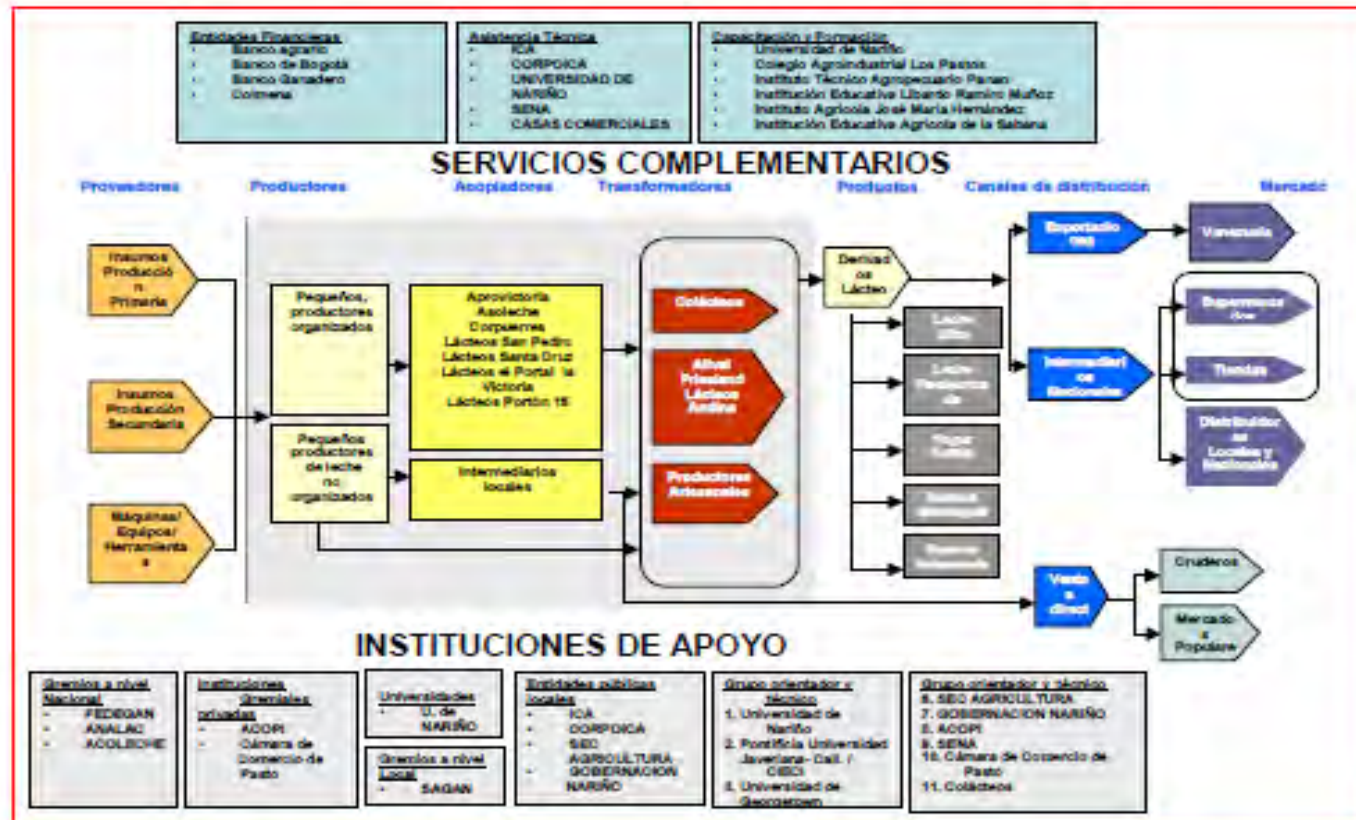 Entidades Financieras
- Banco agrario
- Banco de Bogotá
- Banco Ganadero
- Colmena
Asistencia Técnica
- ICA
- CORPOICA
- UNIVERSIDAD DE
NARIÑO
- SENA
- CASAS COMERCIALES
Capacitación y Formación
- Universidad de Nariño
- Colegio Agroindustrial Los Pastos
- Instituto Técnico Agropecuario Panan
- Institución Educativa Libardo Ramiro Muñoz
- Instituto Agrícola José María Hernández
- Institución Educativa Agrícola de la Sabana
SERVICIOS COMPLEMENTARIOS
Proveedores
Productores
Acopiadores
Transformadores
Productos
Canales de distribución
Mercado
Insumos
Producció
n
Primaria
Insumos
Producción
Secundaria
Máquinas/
Equipos/
Herramienta
s
Pequeños,
productores
organizados
Pequeños
productores
de leche
no
organizados
Aprovictoria
Asoleche
Corpuerres
Lácteos San Pedro
Lácteos Santa Cruz
Lácteos el Portal la
Victoria
Lácteos Portón 15
Intermediarios
locales
Colácteos
Alival
Friesland
Lácteos
Andina
Productores
Artesanales
Derivad
os
Lácteo
Leche
Leche
Exportacio
nes
Intermediari
os
Nacionales
Venta
s
direct
Venezuela
Supermerca
dos
Tiendas
Distribuidor
es
Locales y
Nacionales
Cruderos
Mercado
s
Populare
INSTITUCIONES DE APOYO
Gremios a nivel
Nacional
- FEDEGAN
- ANALAC
- ACOLECHE
Instituciones
Gremiales
privadas
- ACOPI
- Cámara de
Comercio de
Pasto
Universidades
- U. de
NARIÑO
Gremios a nivel
Local
- SAGAN
Entidades públicas
locales
- ICA
- CORPOICA
- SEC
AGRICULTURA
- GOBERNACION
NARIÑO
Grupo orientador y
técnico
1. Universidad de
Nariño
2. Pontificia Universidad
Javeriana- Cali. /
3. Universidad de
Georgetown
Grupo orientador y técnico
6. SEC AGRICULTURA
7. GOBERNACION NARIÑO
8. ACOPI
9. SENA
10. Cámara de Comercio de
Pasto
11. Colácteos